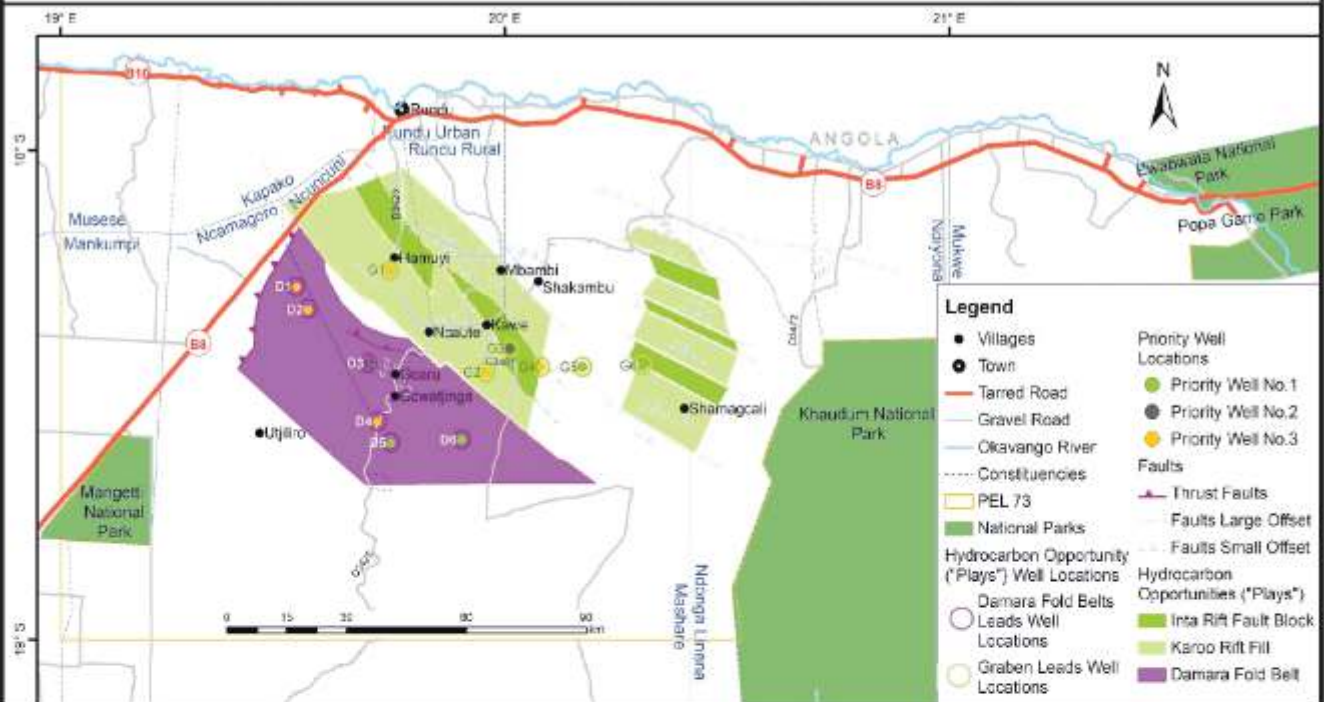 19° E 20° E 21° E
N
B10
Rundu
Rundu Urban
Runcu Rural
ANGOLA
18° S
Bwabwata National
Park
Popa Game Park
B8
Kapako
Ncuncuni
Ncamagoro
Musese
Mankumpi
Mukwe
Ndiyona
Hamuyi
G1
Mbambi
Shakambu
D1
D2
Ncaute
Kawe
G3
B8
D3
G2
G4
G5
G6
Gcwatjinga
Shamagcali
Khaudum National
Park
D4
D5
D6
Utjiliro
Mangetti
National
Park
0 15 30 60 90
km
Ndonga Linena
Mashare
19° S
Legend
Villages
Town
Tarred Road
Gravel Road
Okavango River
Constituencies
PEL 73
National Parks
Hydrocarbon Opportunity
("Plays") Well Locations
Damara Fold Belts
Leads Well
Locations
Graben Leads Well
Locations
Priority Well
Locations
Priority Well No.1
Priority Well No.2
Priority Well No.3
Faults
Thrust Faults
Faults Large Offset
Faults Small Offset
Hydrocarbon
Opportunities ("Plays")
Inta Rift Fault Block
Karoo Rift Fill
Damara Fold Belt